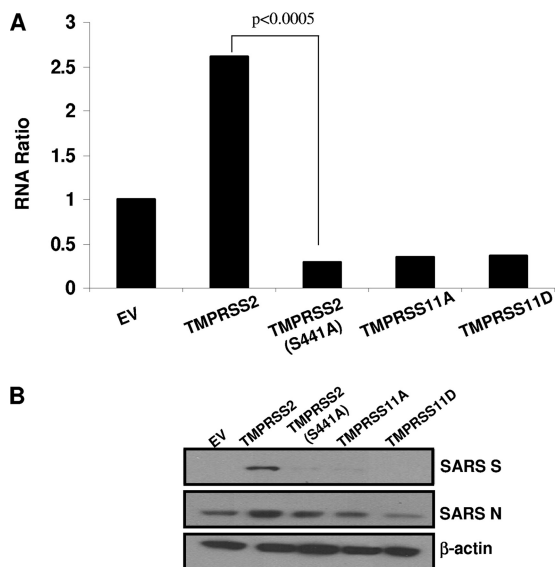 A
p<0.0005
RNA Ratio
3
2.5
2
1.5
1
0.5
0
EV
TMPRSS2
TMPRSS2
(S441A)
TMPRSS11A
TMPRSS11D
B
EV
TMPRSS2
TMPRSS2
(S441A)
TMPRSS11A
TMPRSS11D
SARS S
SARS N
β-actin